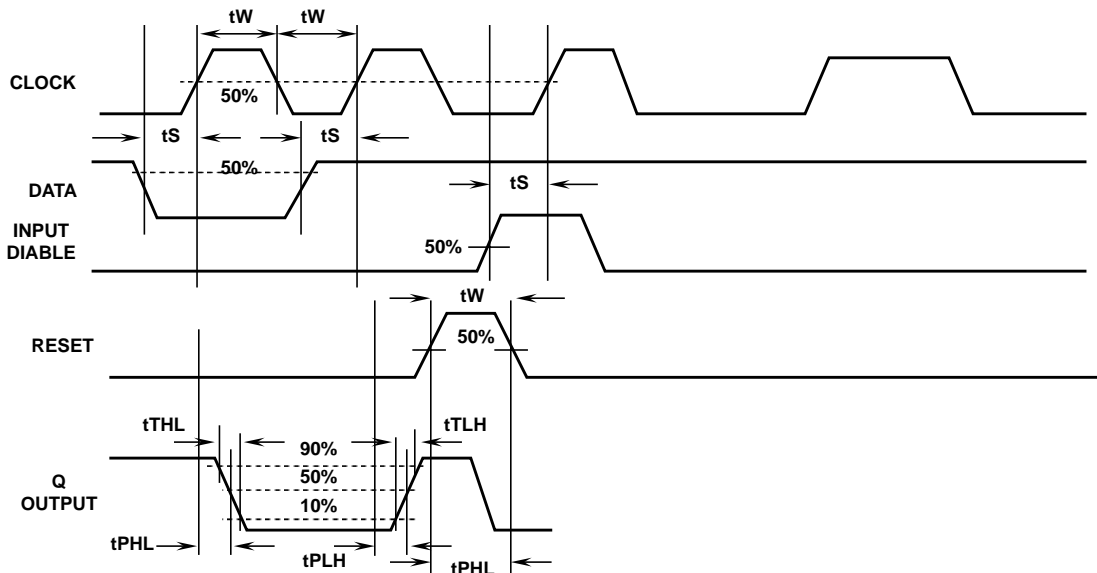 tW tW
CLOCK
50%
tS tS
50%
DATA
tS
INPUT
DIABLE
50%
tW
RESET
50%
tTHL tTLH
90%
50%
Q
OUTPUT
10%
tPHL
tPLH
tPHL